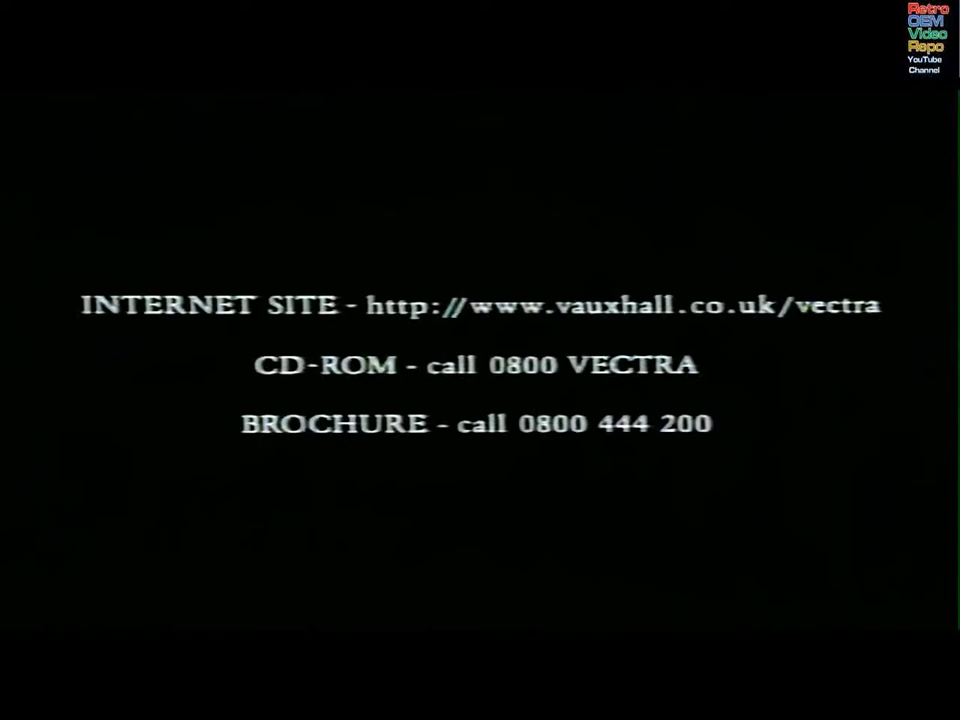 Retro
OEM
Video
Repo
YouTube
Channel
INTERNET SITE - http://www.vauxhall.co.uk/vectra
CD-ROM - call 0800 VECTRA
BROCHURE - call 0800 444 200